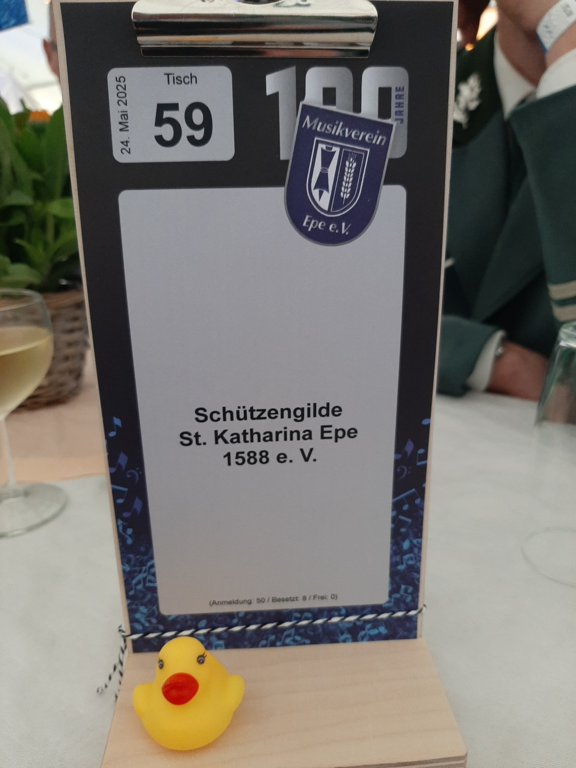 24. Mai 2025
Tisch
59
100
JAHRE
Musikverein
Epe e.V.
Schützengilde
St. Katharina Epe
1588 e. V.
(Anmeldung: 50 / Besetzt: 8 / Frei: 0)